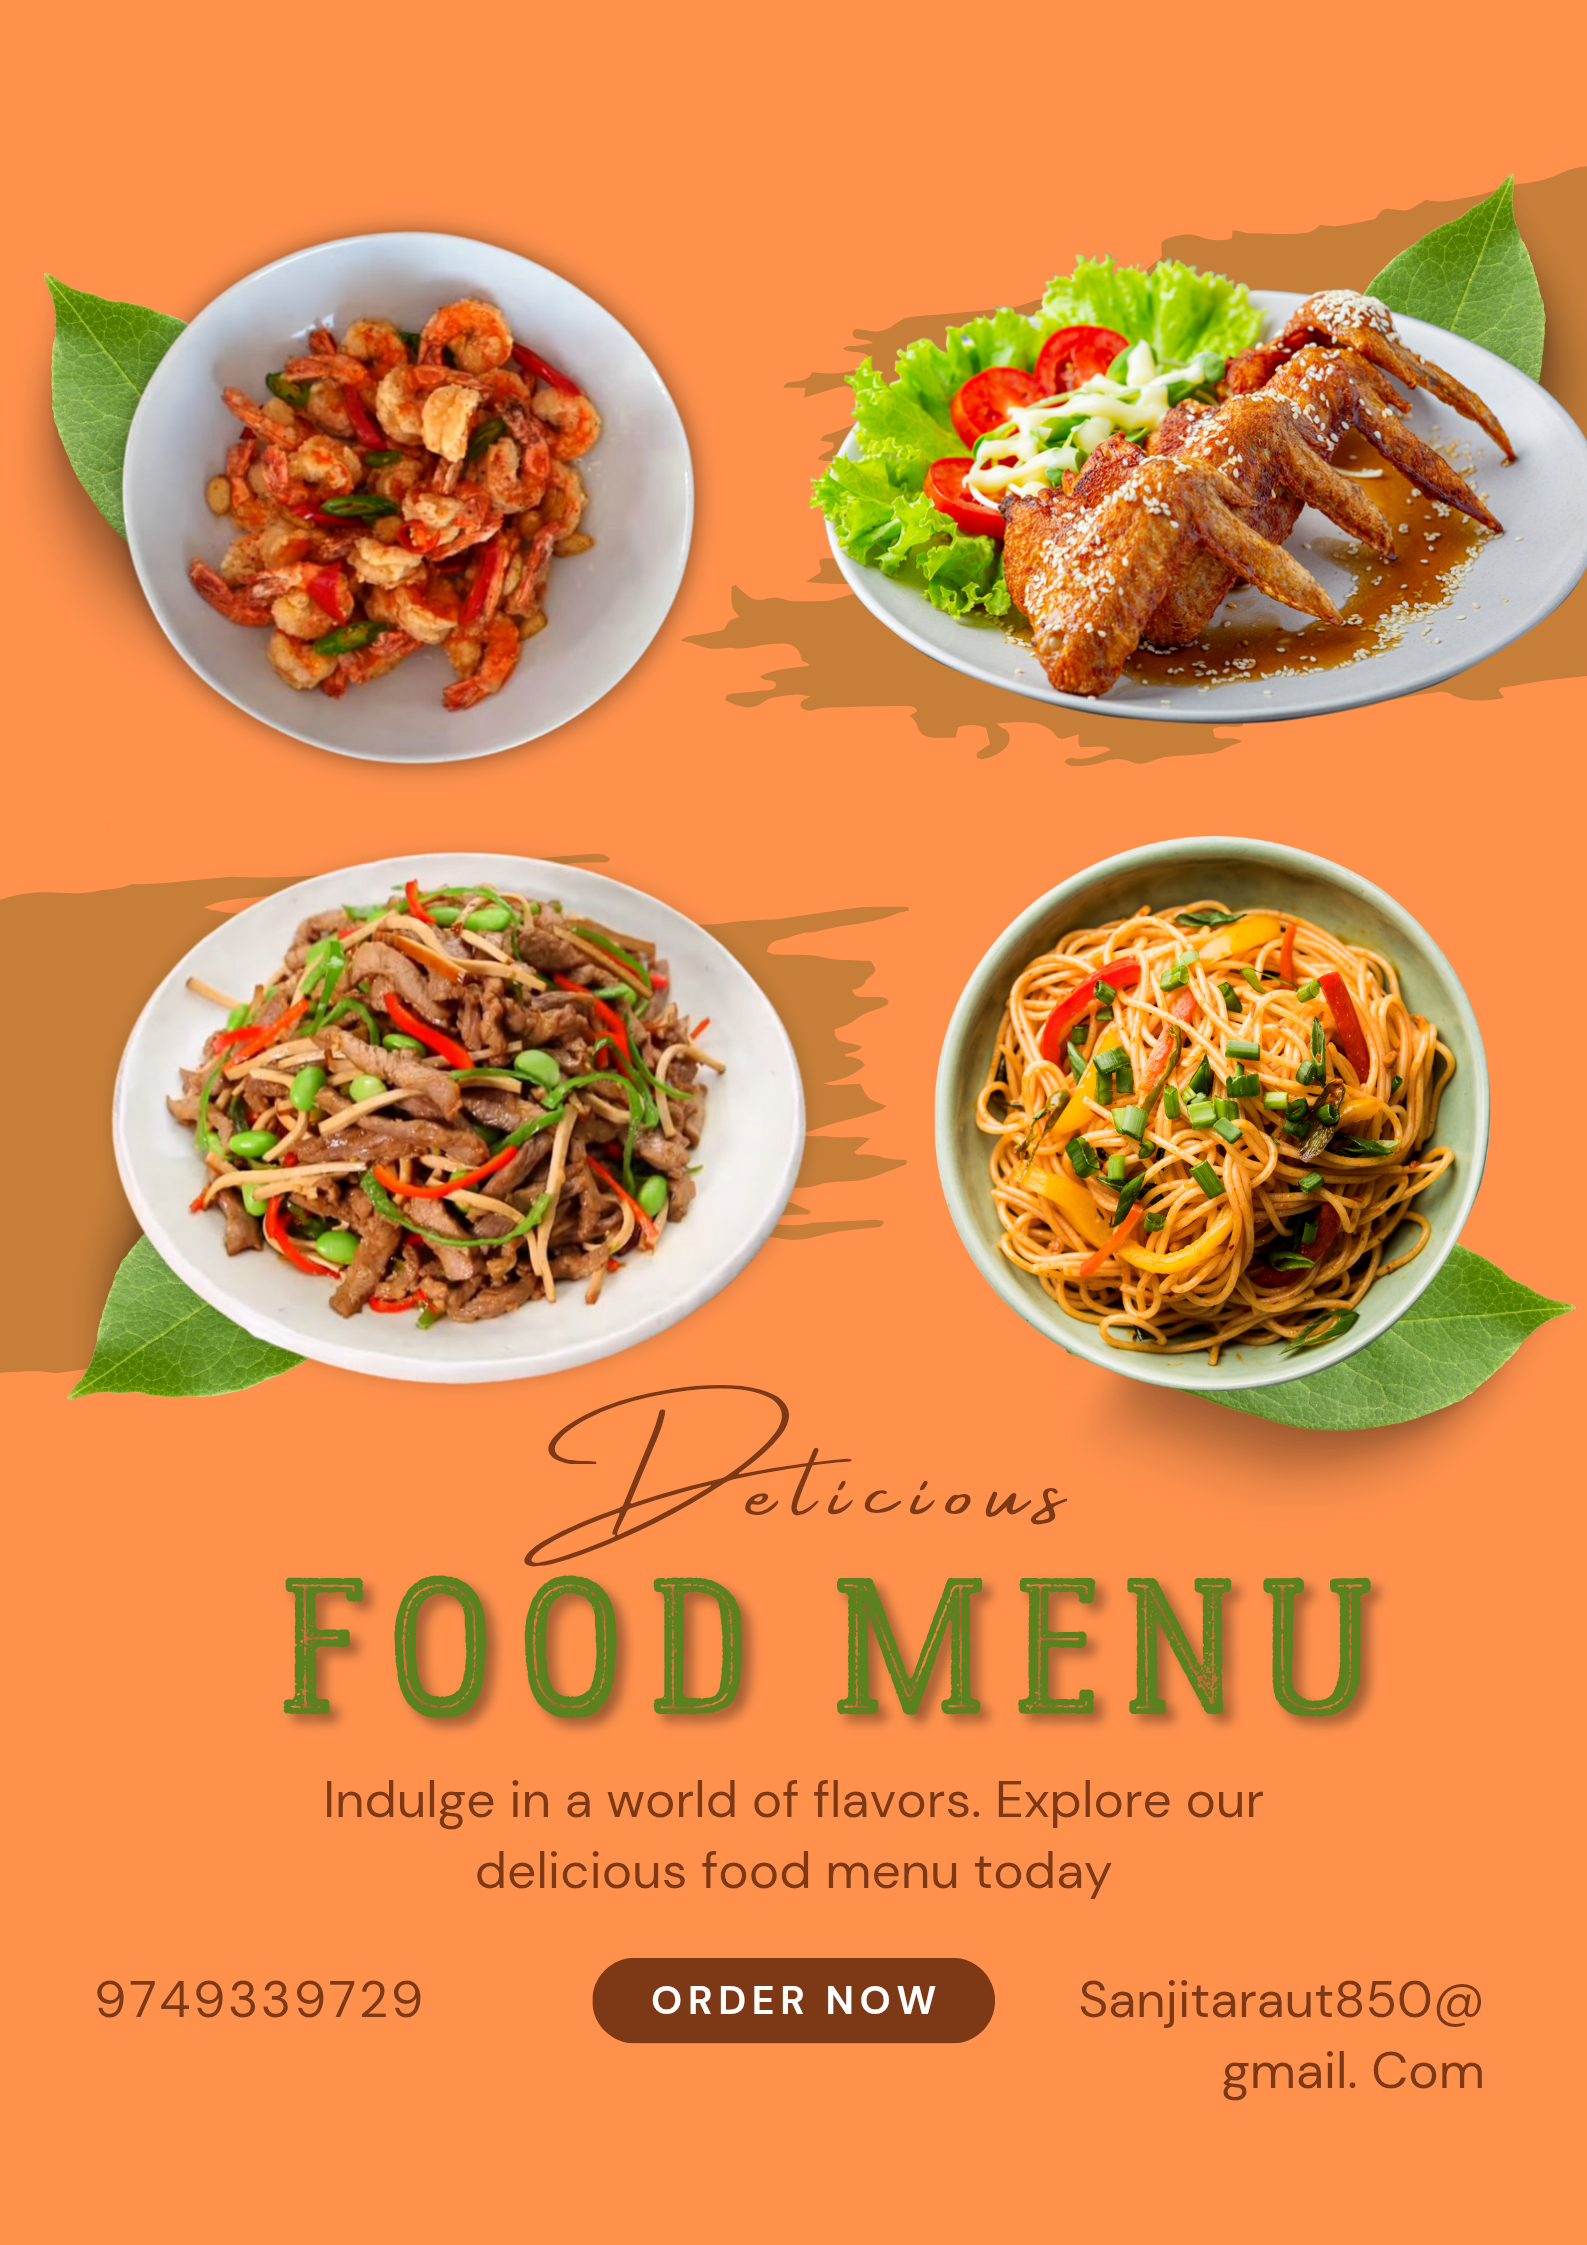 Delicious
FOOD MENU
Indulge in a world of flavors. Explore our
delicious food menu today
9749339729
ORDER NOW
Sanjitaraut850@
gmail. Com